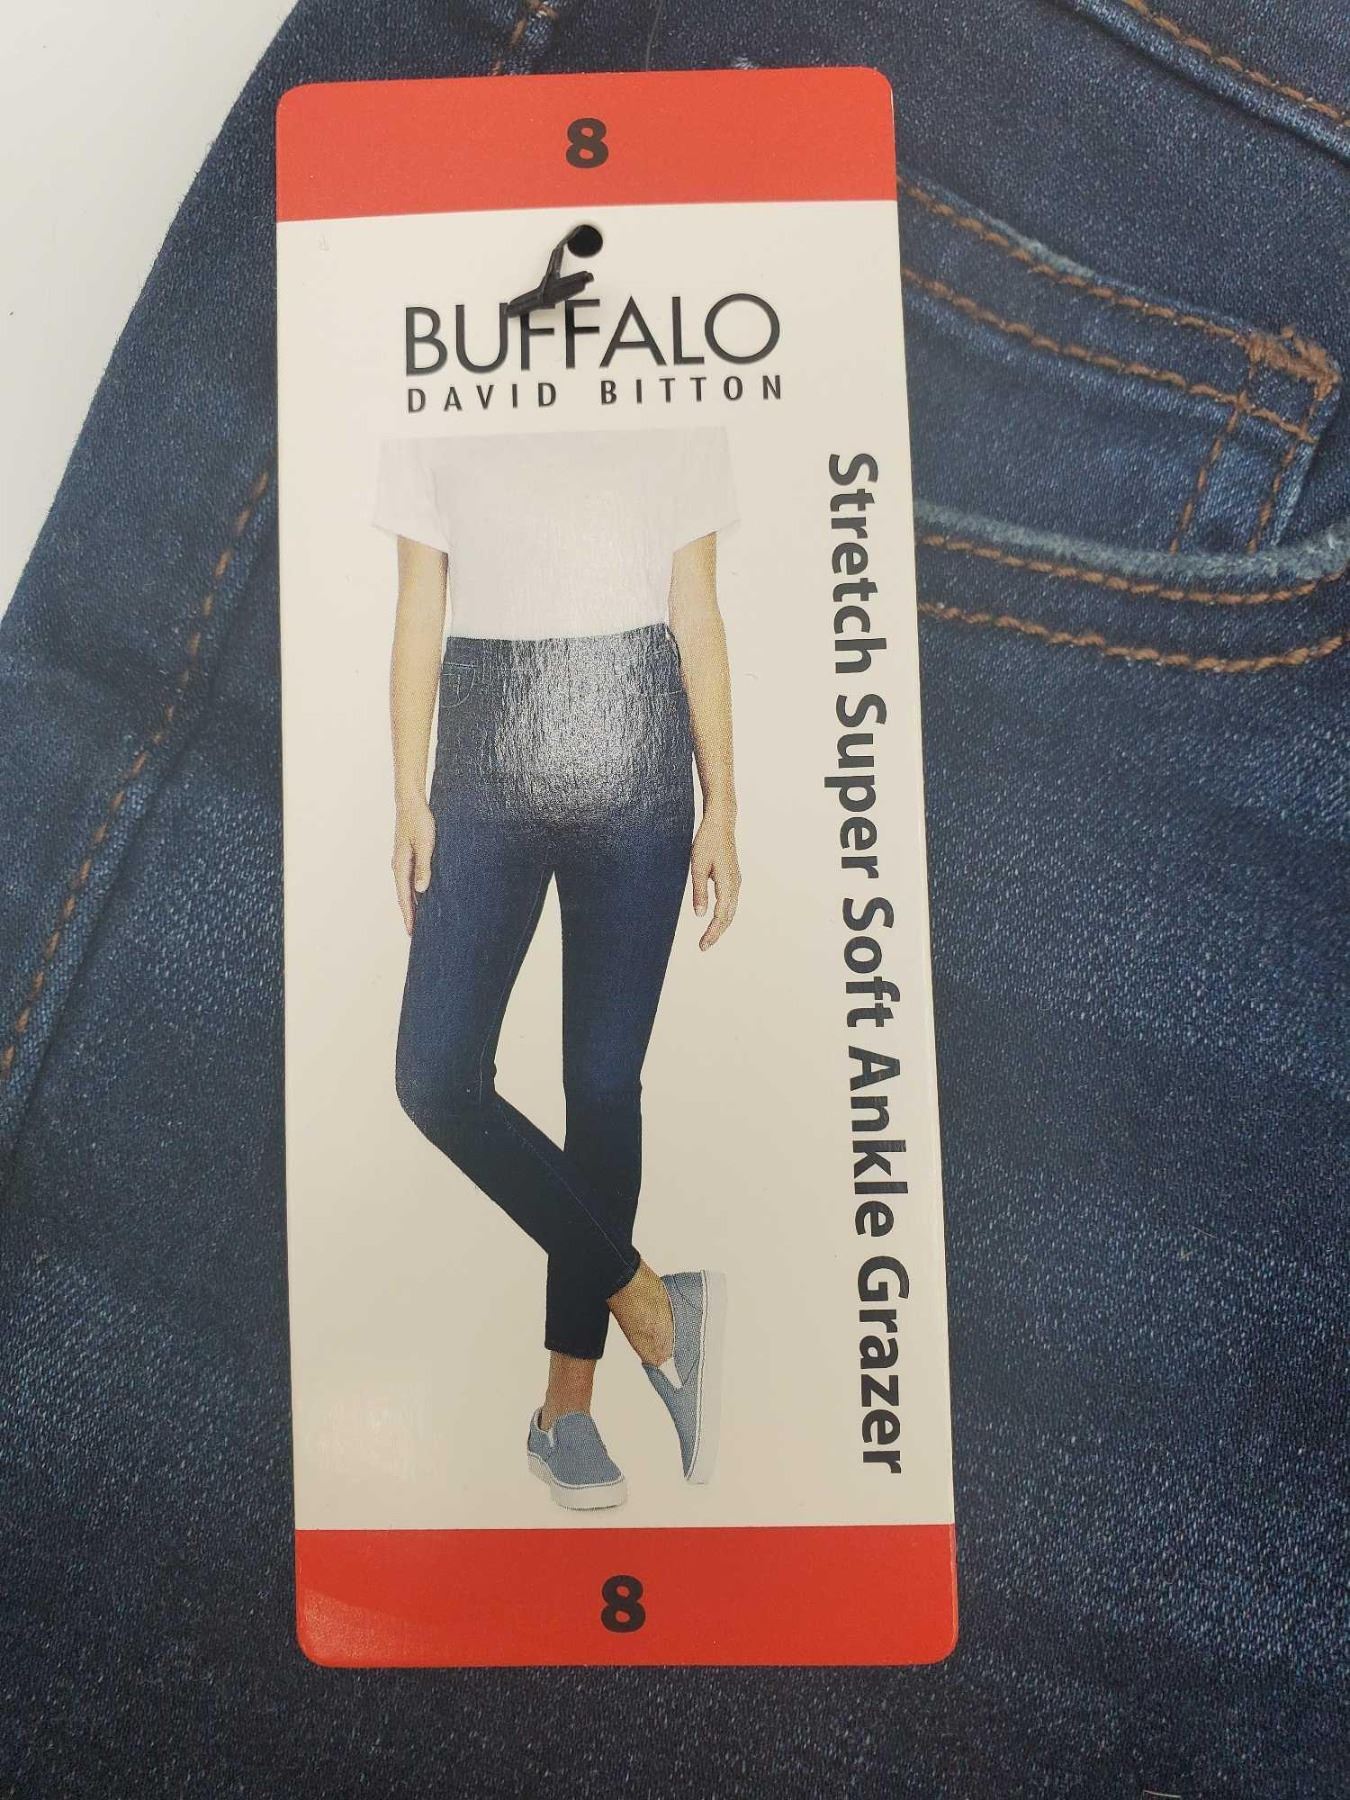 8
BUFFALO
DAVID BITTON
Stretch Super Soft Ankle Grazer
8